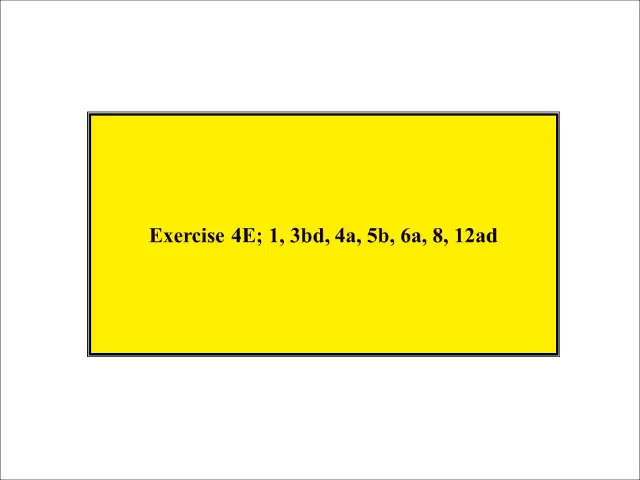 Exercise 4E; 1, 3bd, 4a, 5b, 6a, 8, 12ad